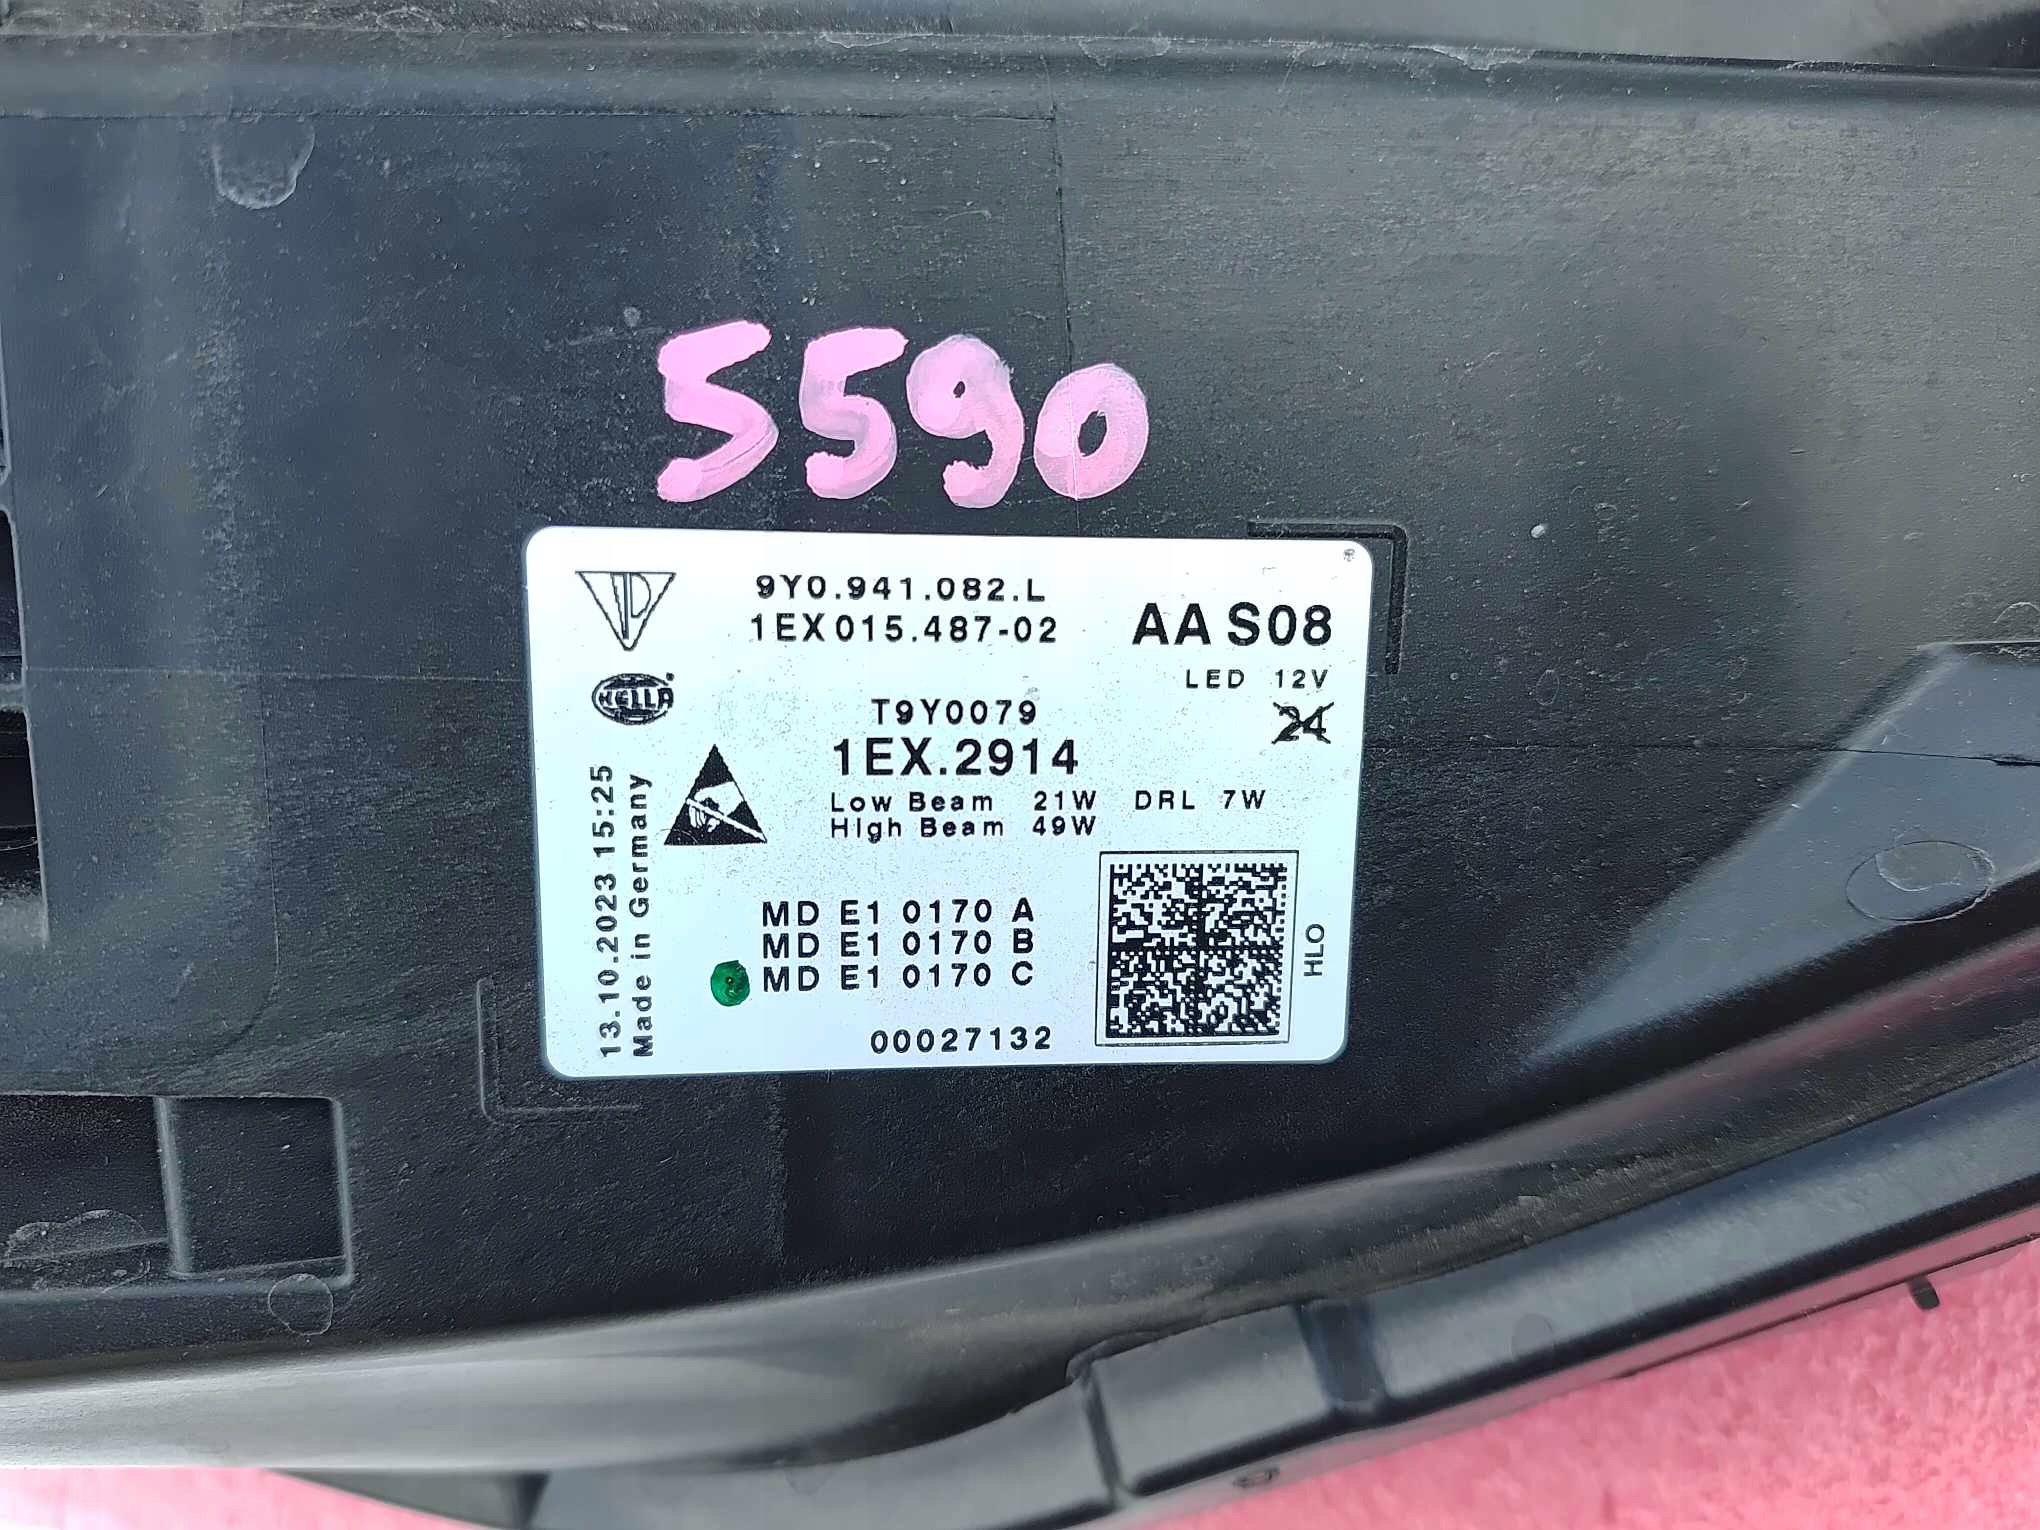 5590
9Y0.941.082.L
1EX015.487-02
AA S08
LED 12V
HELLA
T9Y0079
24
1EX.2914
Low Beam 21W DRL 7W
High Beam 49W
13.10.2023 15:25
Made in Germany
MD E1 0170 A
MD E1 0170 B
MD E1 0170 C
HLO
00027132